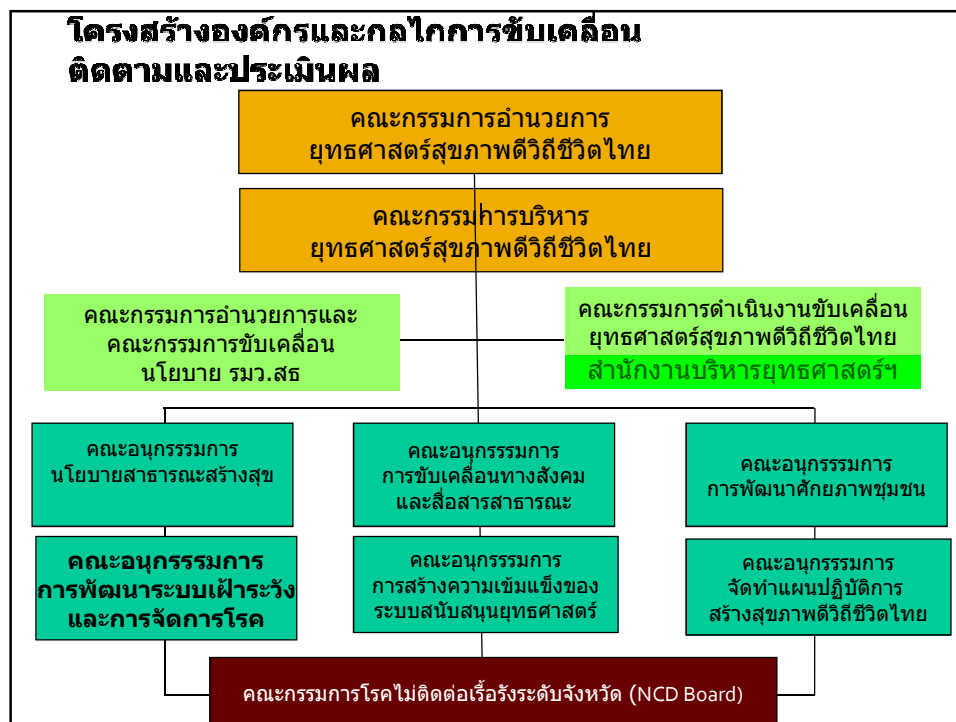 โครงสร้างองค์กรและกลไกการขับเคลื่อน
ติดตามและประเมินผล
คณะกรรมการอำนวยการ
ยุทธศาสตร์สุขภาพดีวิถีชีวิตไทย
คณะกรรมการบริหาร
ยุทธศาสตร์สุขภาพดีวิถีชีวิตไทย
คณะกรรมการอำนวยการและ
คณะกรรมการขับเคลื่อน
นโยบาย รมว.สธ
คณะกรรมการดำเนินงานขับเคลื่อน
ยุทธศาสตร์สุขภาพดีวิถีชีวิตไทย
สำนักงานบริหารยุทธศาสตร์ฯ
คณะอนุกรรรมการ
นโยบายสาธารณะสร้างสุข
คณะอนุกรรรมการ
การขับเคลื่อนทางสังคม
และสื่อสารสาธารณะ
คณะอนุกรรรมการ
การพัฒนาศักยภาพชุมชน
คณะอนุกรรรมการ
การพัฒนาระบบเฝ้าระวัง
และการจัดการโรค
คณะอนุกรรรมการ
การสร้างความเข้มแข็งของ
ระบบสนับสนุนยุทธศาสตร์
คณะอนุกรรรมการ
จัดทำแผนปฏิบัติการ
สร้างสุขภาพดีวิถีชีวิตไทย
คณะกรรมการโรคไม่ติดต่อเรื้อรังระดับจังหวัด (NCD Board)